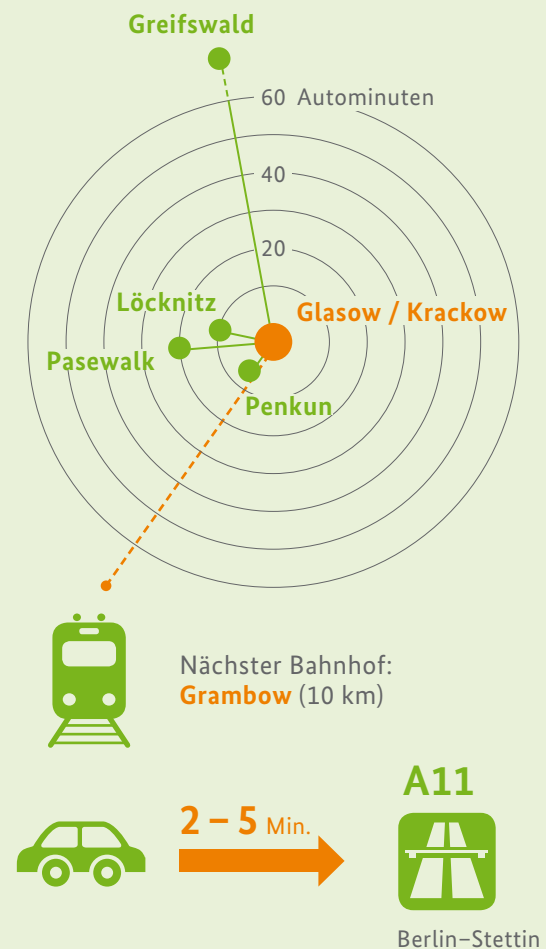 Greifswald
60 Autominuten
40
20
Löcknitz
Glasow / Krackow
Pasewalk
Penkun
Nächster Bahnhof:
Grambow (10 km)
A11
2 – 5 Min.
Berlin–Stettin